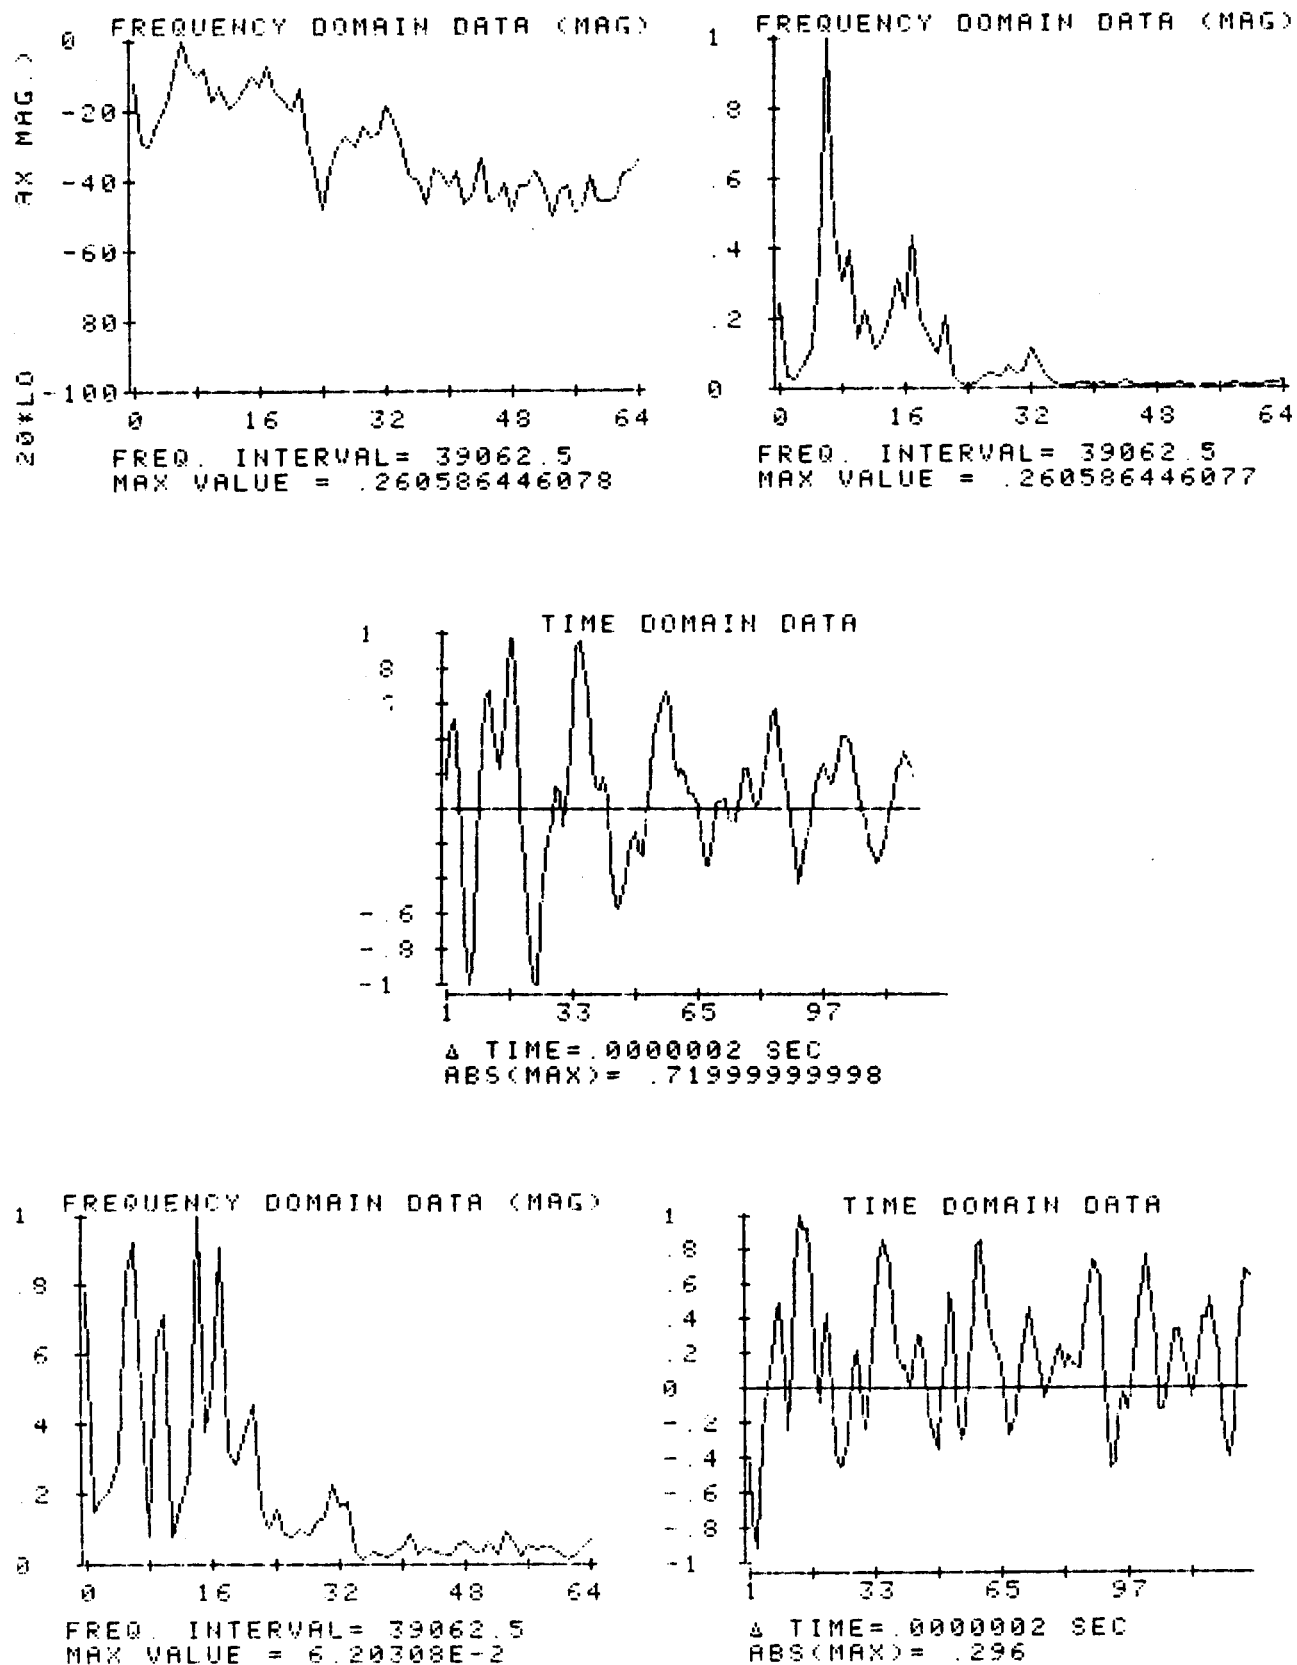 FREQUENCY DOMAIN DATA (MAG)
0
-20
-40
-60
80
-100
AX MAG.)
20*LO
0 16 32 48 64
FREQ. INTERVAL= 39062.5
MAX VALUE = .260586446078
FREQUENCY DOMAIN DATA (MAG)
1
.8
.6
.4
.2
0
0 16 32 48 64
FREQ. INTERVAL= 39062.5
MAX VALUE = .260586446077
TIME DOMAIN DATA
1
.8
-.6
-.8
-1
1 33 65 97
Δ TIME=.0000002 SEC
ABS(MAX)= .71999999998
FREQUENCY DOMAIN DATA (MAG)
1
.8
.6
.4
.2
0
0 16 32 48 64
FREQ. INTERVAL= 39062.5
MAX VALUE = 6.20308E-2
TIME DOMAIN DATA
1
.8
.6
.4
.2
0
-.2
-.4
-.6
-.8
-1
1 33 65 97
Δ TIME=.0000002 SEC
ABS(MAX)= .296